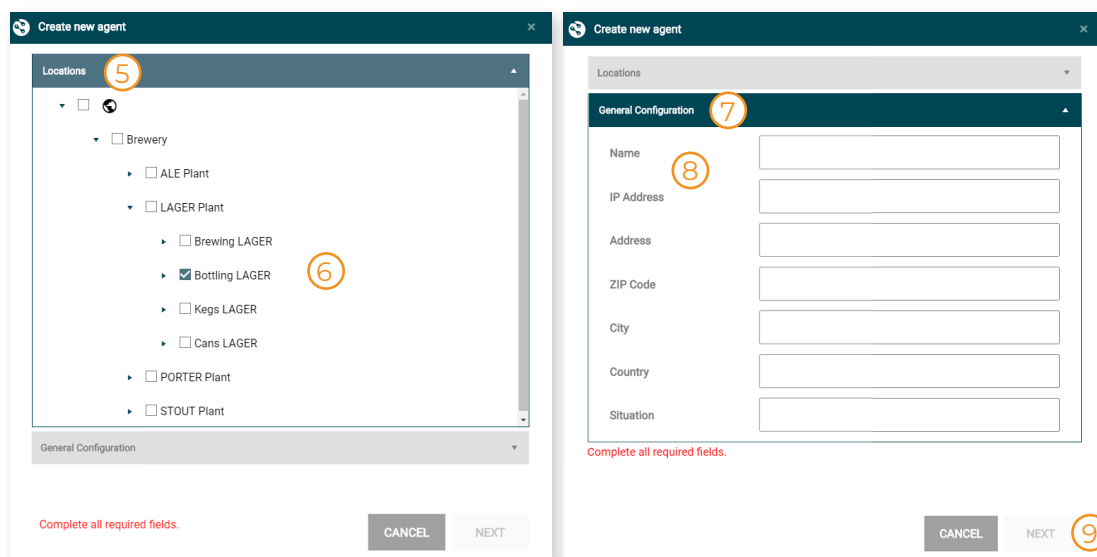 Create new agent ×
Locations 5
Brewery
ALE Plant
LAGER Plant
Brewing LAGER
Bottling LAGER 6
Kegs LAGER
Cans LAGER
PORTER Plant
STOUT Plant
General Configuration
Complete all required fields.
CANCEL NEXT
Create new agent ×
Locations
General Configuration 7
Name 8
IP Address
Address
ZIP Code
City
Country
Situation
Complete all required fields.
CANCEL NEXT 9